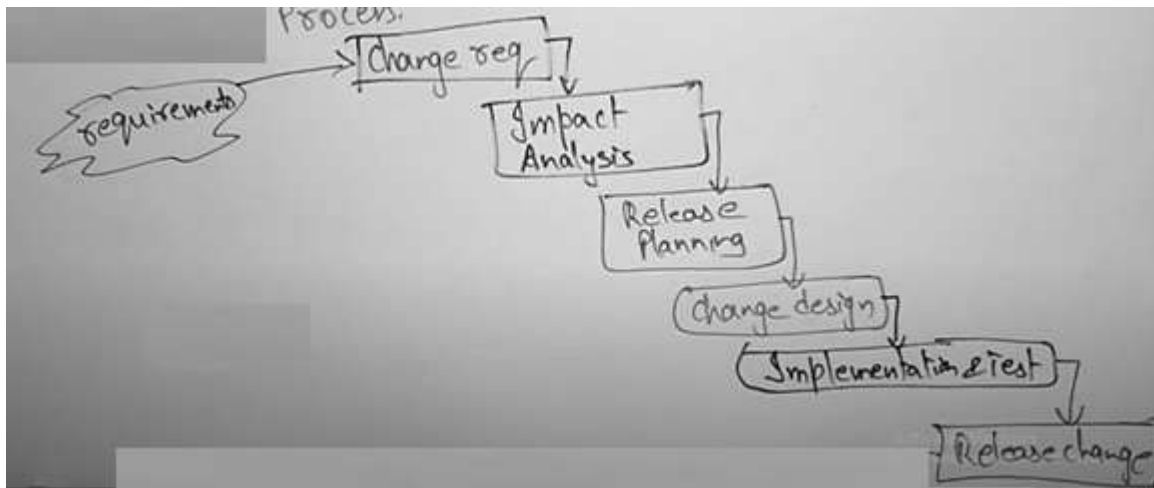 Process.
Change req
requirements
Impact
Analysis
Release
Planning
Change design
Implementation & Test
Release change